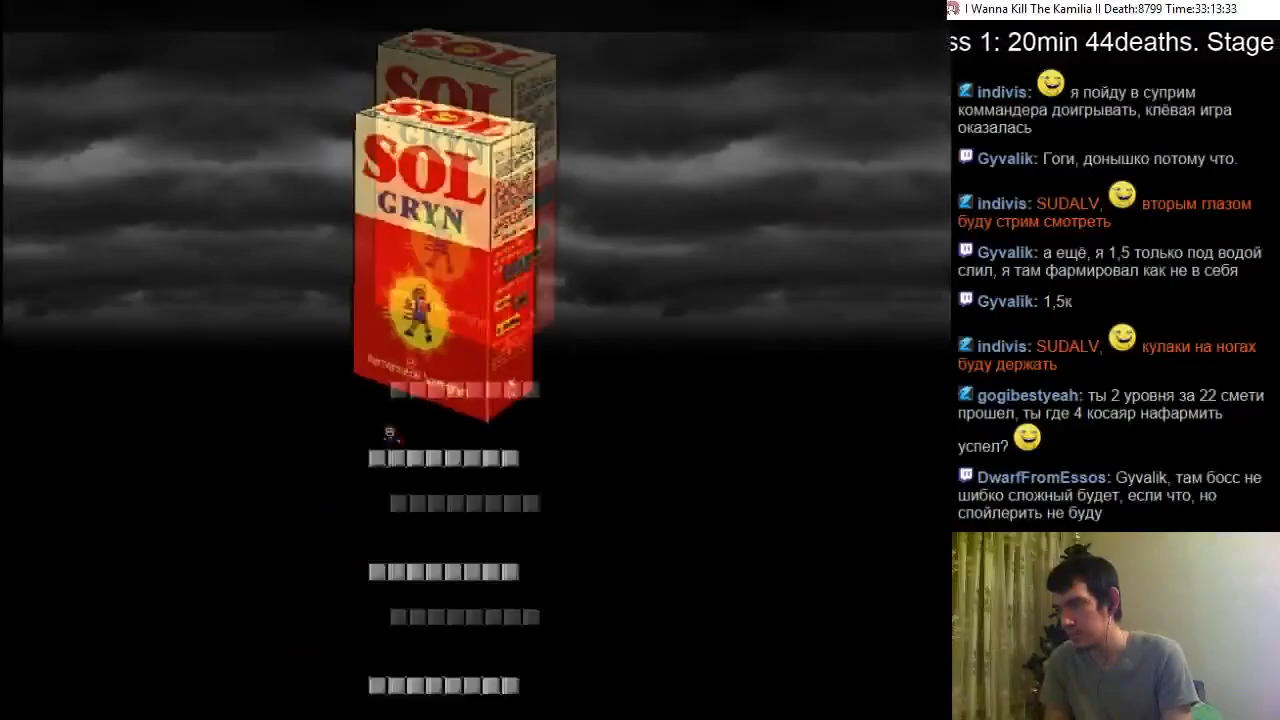 I Wanna Kill The Kamilia II Death:8799 Time:33:13:33
ss 1: 20min 44deaths. Stage
SOL
SOL
SOL
GRYN
indivis: я пойду в суприм
коммандера доигрывать, клёвая игра
оказалась
Gyvalik: Гоги, донышко потому что.
indivis: SUDALV, вторым глазом
буду стрим смотреть
Gyvalik: а ещё, я 1,5 только под водой
слил, я там фармировал как не в себя
Gyvalik: 1,5к
indivis: SUDALV, кулаки на ногах
буду держать
gogibestyeah: ты 2 уровня за 22 смети
прошел, ты где 4 косаяр нафармить
успел?
DwarfFromEssos: Gyvalik, там босс не
шибко сложный будет, если что, но
спойлерить не буду